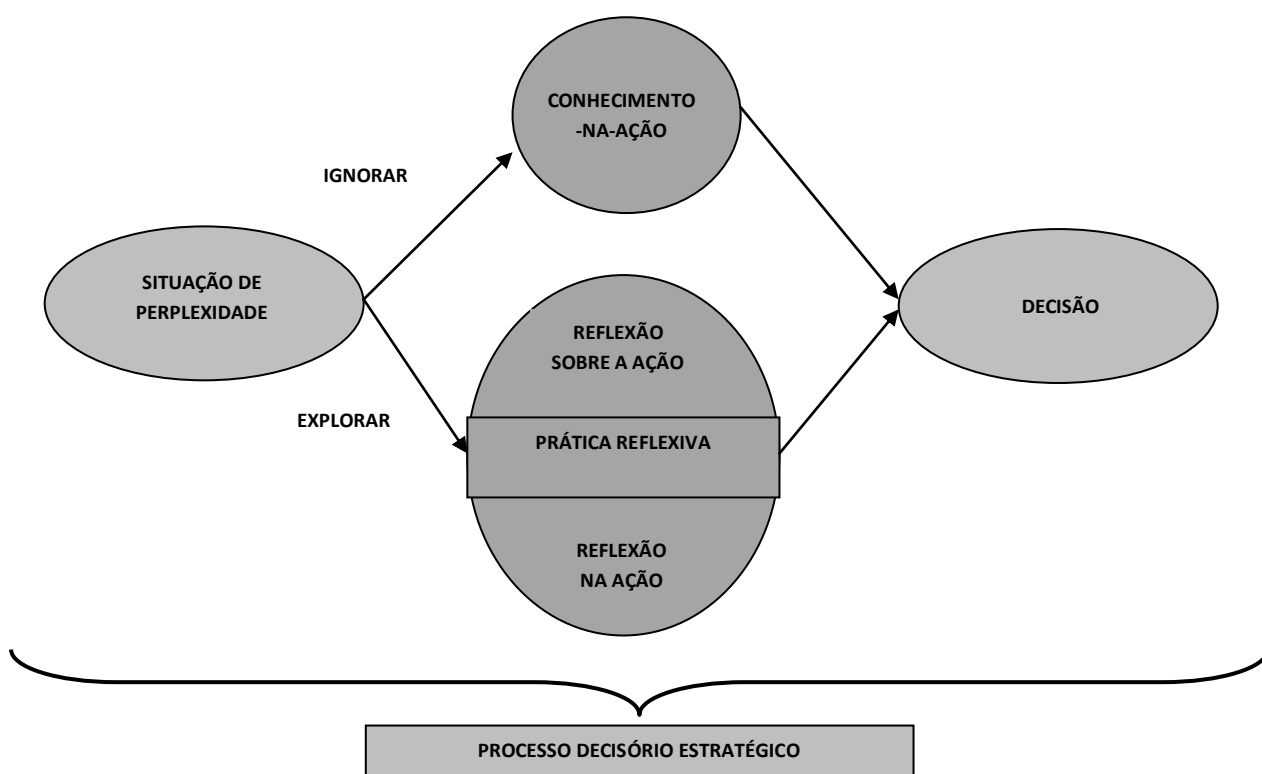 CONHECIMENTO
-NA-AÇÃO
IGNORAR
SITUAÇÃO DE
PERPLEXIDADE
DECISÃO
REFLEXÃO
SOBRE A AÇÃO
EXPLORAR
PRÁTICA REFLEXIVA
REFLEXÃO
NA AÇÃO
PROCESSO DECISÓRIO ESTRATÉGICO